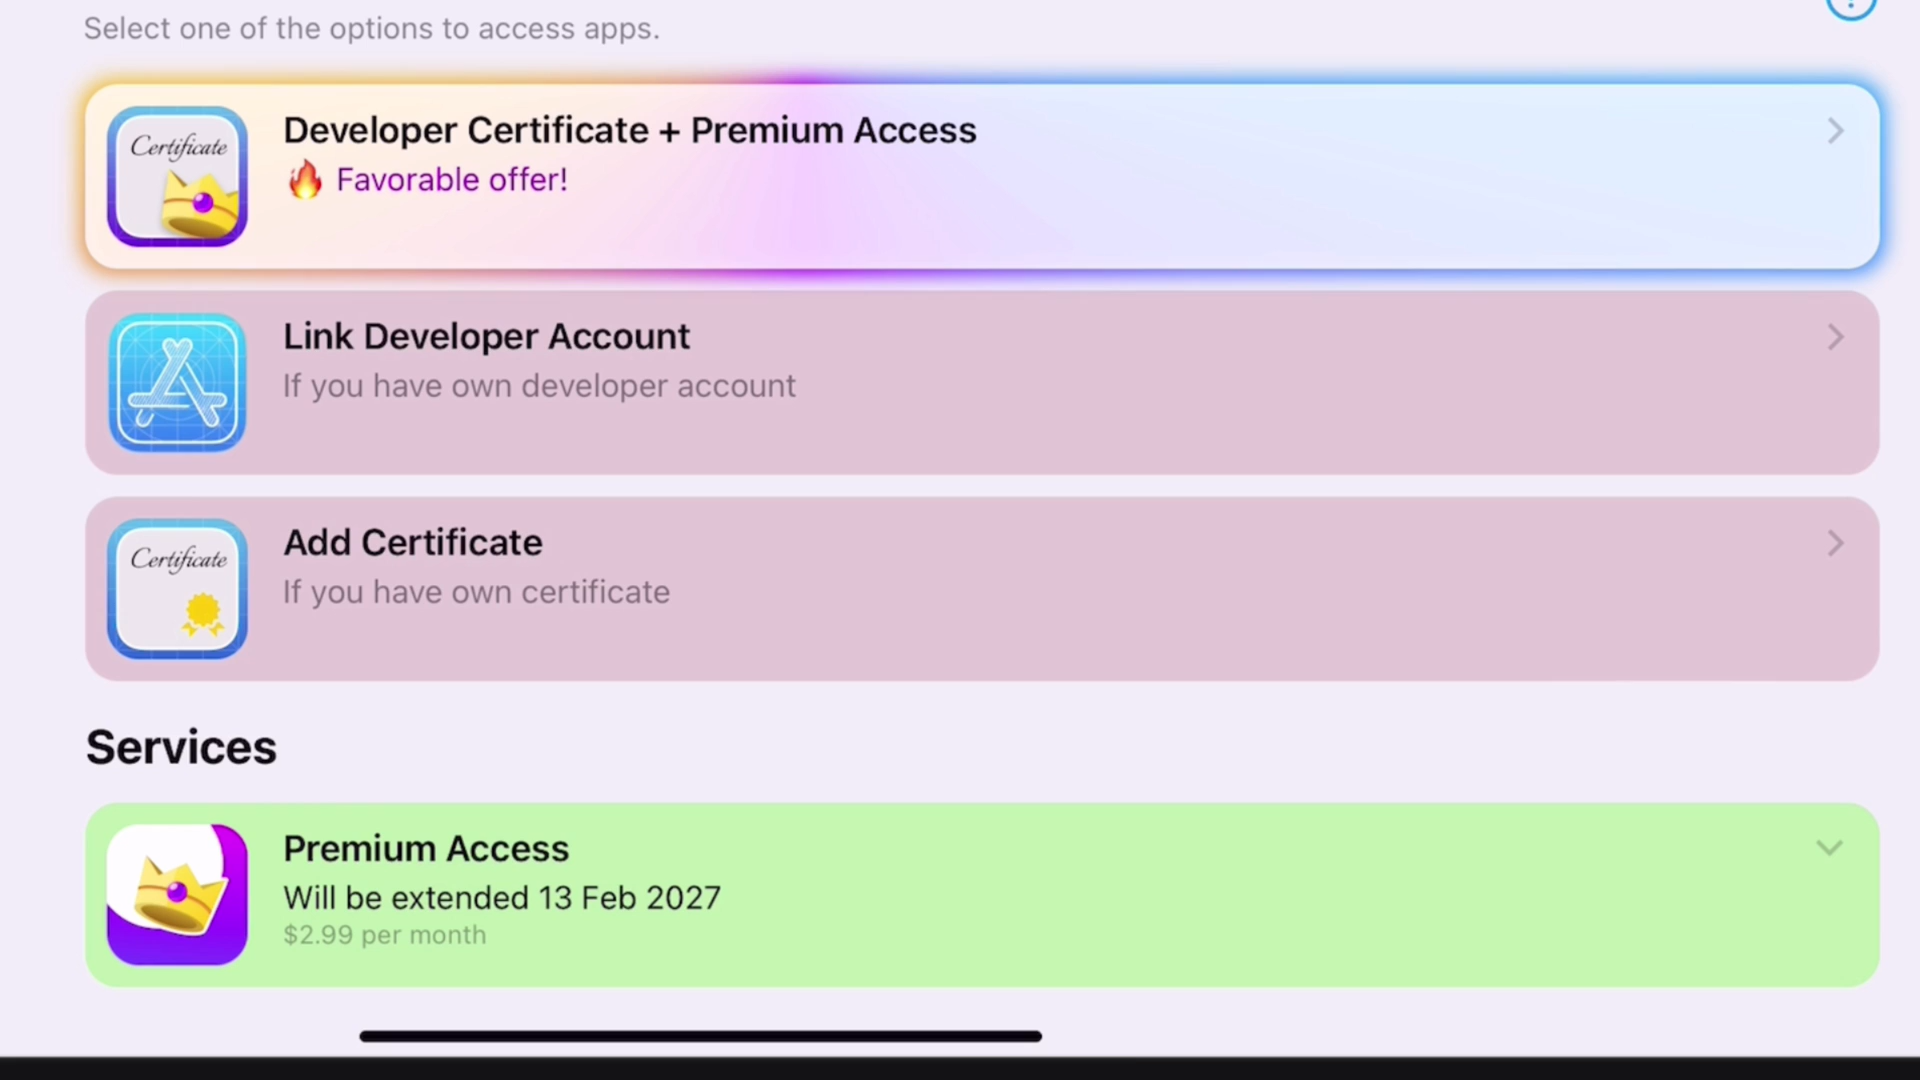 Select one of the options to access apps.
Certificate
Developer Certificate + Premium Access
🔥 Favorable offer!
Link Developer Account
If you have own developer account
Certificate
Add Certificate
If you have own certificate
Services
Premium Access
Will be extended 13 Feb 2027
$2.99 per month